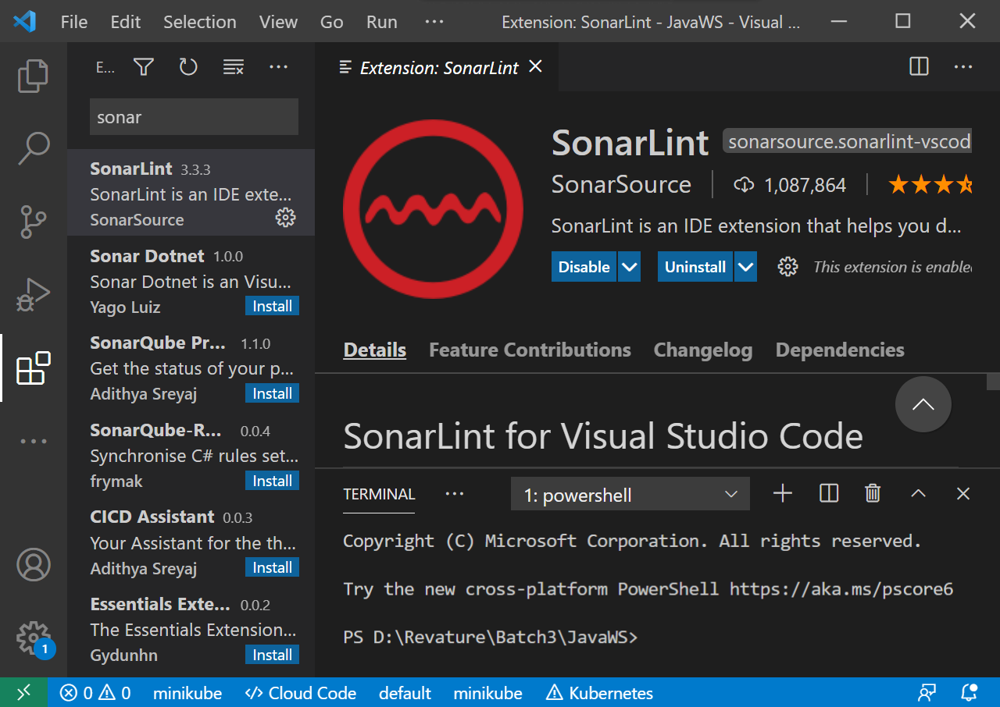 File Edit Selection View Go Run ··· Extension: SonarLint - JavaWS - Visual ...
E... ···
Extension: SonarLint
···
sonar
SonarLint 3.3.3
SonarLint is an IDE exte...
SonarSource
Sonar Dotnet 1.0.0
Sonar Dotnet is an Visu...
Yago Luiz Install
SonarQube Pr... 1.1.0
Get the status of your p...
Adithya Sreyaj Install
SonarQube-R... 0.0.4
Synchronise C# rules set...
frymak Install
CICD Assistant 0.0.3
Your Assistant for the th...
Adithya Sreyaj Install
Essentials Exte... 0.0.2
The Essentials Extension...
Gydunhn Install
1
SonarLint sonarsource.sonarlint-vscod
SonarSource 1,087,864
SonarLint is an IDE extension that helps you d...
Disable Uninstall This extension is enable
Details Feature Contributions Changelog Dependencies
SonarLint for Visual Studio Code
TERMINAL ··· 1: powershell
Copyright (C) Microsoft Corporation. All rights reserved.
Try the new cross-platform PowerShell https://aka.ms/pscore6
PS D:\Revature\Batch3\JavaWS>
0 0 minikube </> Cloud Code default minikube Kubernetes